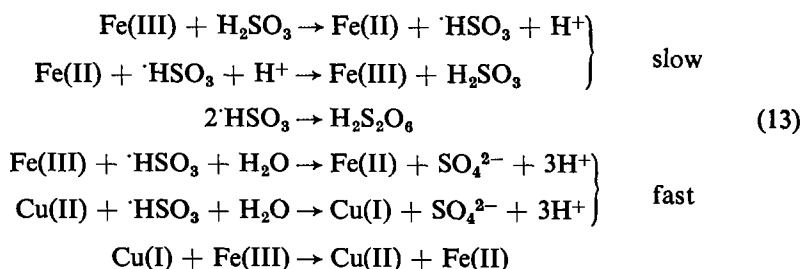 Fe(III) + H₂SO₃ → Fe(II) + ˙HSO₃ + H⁺
Fe(II) + ˙HSO₃ + H⁺ → Fe(III) + H₂SO₃
slow
2˙HSO₃ → H₂S₂O₆
(13)
Fe(III) + ˙HSO₃ + H₂O → Fe(II) + SO₄²⁻ + 3H⁺
Cu(II) + ˙HSO₃ + H₂O → Cu(I) + SO₄²⁻ + 3H⁺
fast
Cu(I) + Fe(III) → Cu(II) + Fe(II)